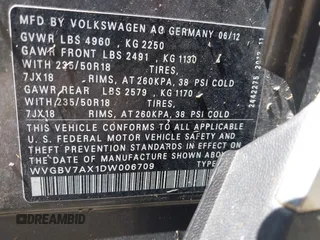 MFD BY VOLKSWAGEN AG GERMANY 06/12
GVWR LBS 4960 , KG 2250
GAWR FRONT LBS 2491 , KG 1130
WITH 235/50R18 TIRES,
7JX18 RIMS, AT 260KPA, 38 PSI COLD
GAWR REAR LBS 2579 , KG 1170
WITH 235/50R18 TIRES,
7JX18 RIMS, AT 260KPA, 38 PSI COLD
THIS VEHICLE CONFORMS TO ALL APPLICABLE
U. S. FEDERAL MOTOR VEHICLE SAFETY AND
THEFT PREVENTION STANDARDS IN EFFECT ON
THE DATE OF MANUFACTURE SHOWN ABOVE.
WVGBV7AX1DW006709 TYPE: